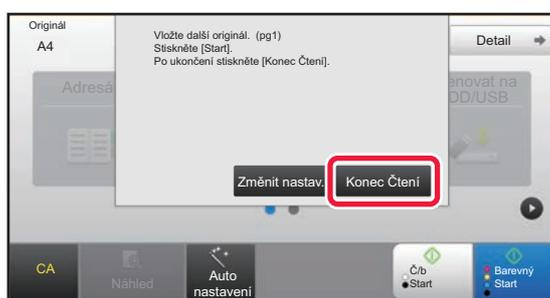 Originál
A4
Vložte další originál. (pg1)
Stiskněte [Start].
Po ukončení stiskněte [Konec Čtení].
Detail
Adresá
enovat na
DD/USB
Změnit nastav.
Konec Čtení
CA
Náhled
Auto
nastavení
Č/b
Start
Barevný
Start